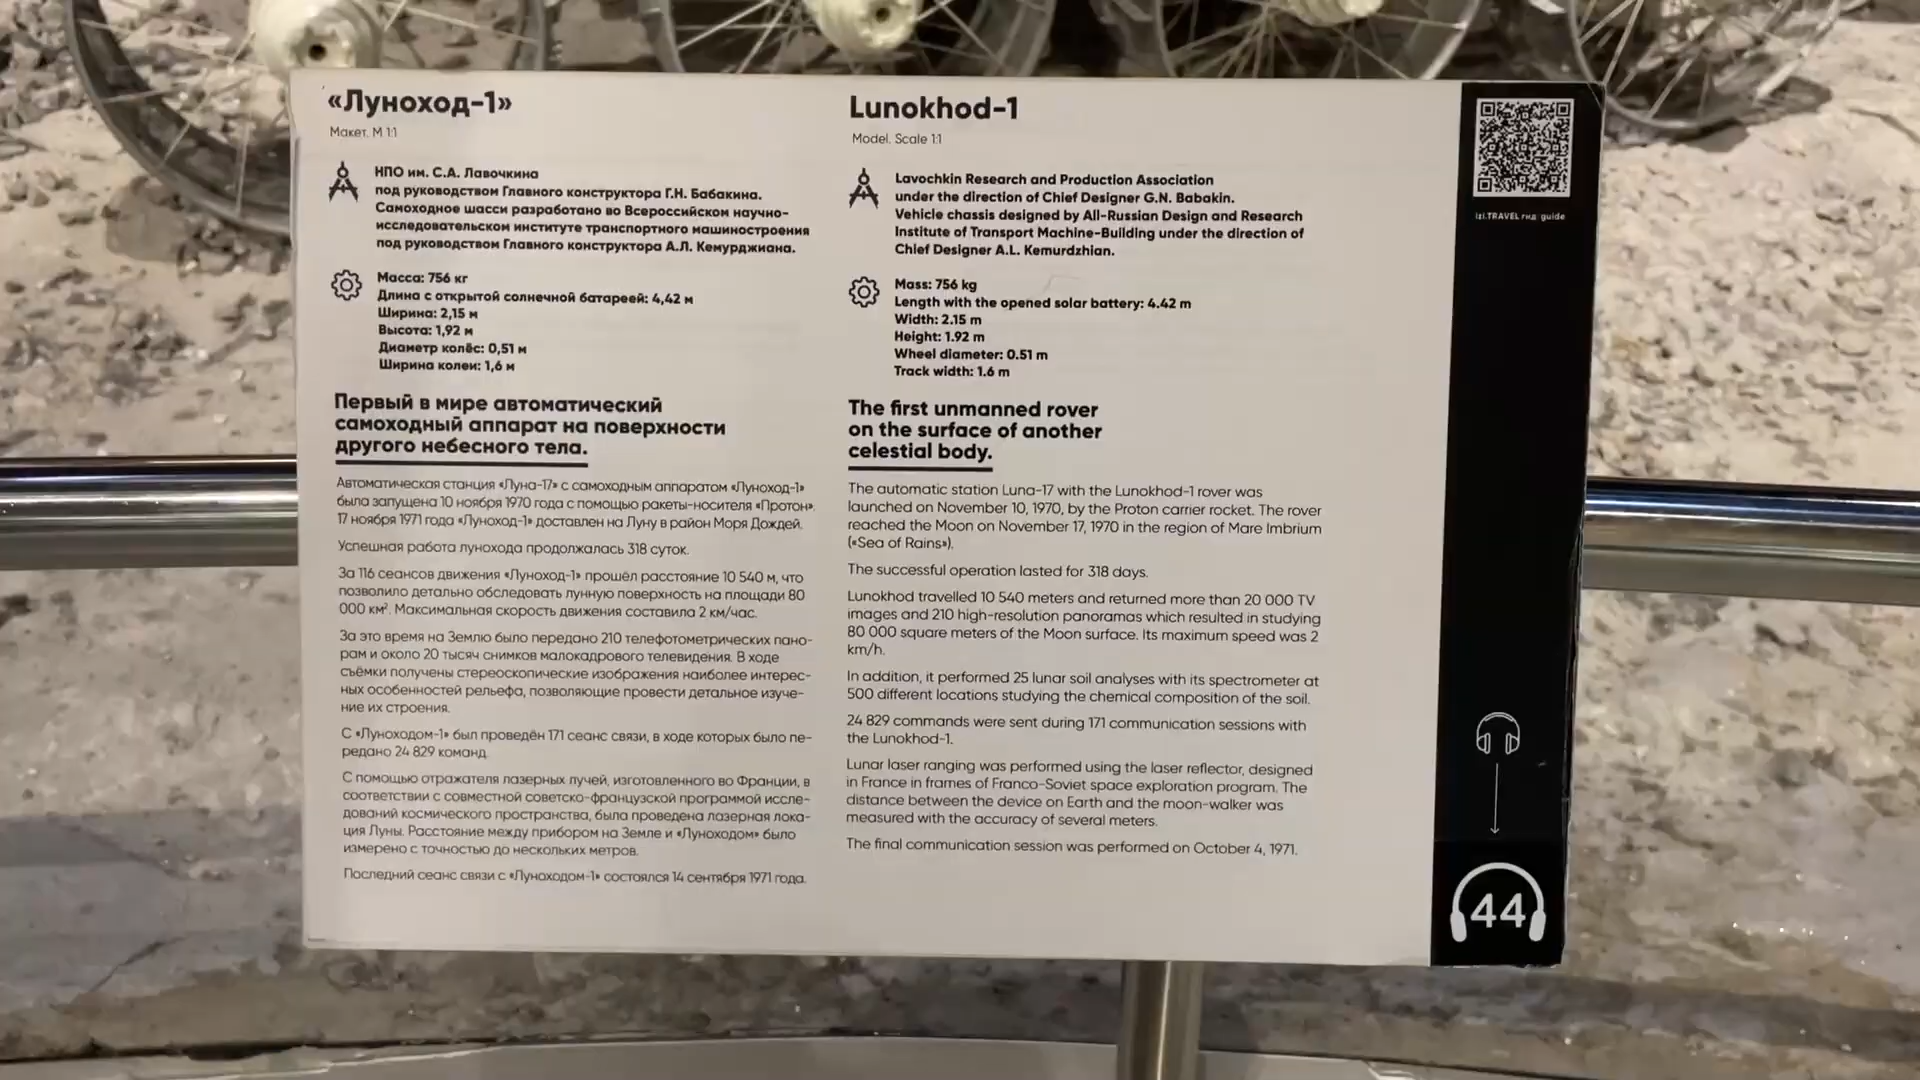 «Луноход-1»
Макет. М 1:1
НПО им. С.А. Лавочкина
под руководством Главного конструктора Г.Н. Бабакина.
Самоходное шасси разработано во Всероссийском научно-
исследовательском институте транспортного машиностроения
под руководством Главного конструктора А.Л. Кемурджиана.
Масса: 756 кг
Длина с открытой солнечной батареей: 4,42 м
Ширина: 2,15 м
Высота: 1,92 м
Диаметр колёс: 0,51 м
Ширина колеи: 1,6 м
Первый в мире автоматический
самоходный аппарат на поверхности
другого небесного тела.
Автоматическая станция «Луна-17» с самоходным аппаратом «Луноход-1»
была запущена 10 ноября 1970 года с помощью ракеты-носителя «Протон».
17 ноября 1971 года «Луноход-1» доставлен на Луну в район Моря Дождей.
Успешная работа лунохода продолжалась 318 суток.
За 116 сеансов движения «Луноход-1» прошёл расстояние 10 540 м, что
позволило детально обследовать лунную поверхность на площади 80
000 км². Максимальная скорость движения составила 2 км/час.
За это время на Землю было передано 210 телефотометрических пано-
рам и около 20 тысяч снимков малокадрового телевидения. В ходе
съёмки получены стереоскопические изображения наиболее интерес-
ных особенностей рельефа, позволяющие провести детальное изуче-
ние их строения.
С «Луноходом-1» был проведён 171 сеанс связи, в ходе которых было пе-
редано 24 829 команд.
С помощью отражателя лазерных лучей, изготовленного во Франции, в
соответствии с совместной советско-французской программой иссле-
дований космического пространства, была проведена лазерная лока-
ция Луны. Расстояние между прибором на Земле и «Луноходом» было
измерено с точностью до нескольких метров.
Последний сеанс связи с «Луноходом-1» состоялся 14 сентября 1971 года.
Lunokhod-1
Model. Scale 1:1
Lavochkin Research and Production Association
under the direction of Chief Designer G.N. Babakin.
Vehicle chassis designed by All-Russian Design and Research
Institute of Transport Machine-Building under the direction of
Chief Designer A.L. Kemurdzhian.
Mass: 756 kg
Length with the opened solar battery: 4.42 m
Width: 2.15 m
Height: 1.92 m
Wheel diameter: 0.51 m
Track width: 1.6 m
The first unmanned rover
on the surface of another
celestial body.
The automatic station Luna-17 with the Lunokhod-1 rover was
launched on November 10, 1970, by the Proton carrier rocket. The rover
reached the Moon on November 17, 1970 in the region of Mare Imbrium
(«Sea of Rains»).
The successful operation lasted for 318 days.
Lunokhod travelled 10 540 meters and returned more than 20 000 TV
images and 210 high-resolution panoramas which resulted in studying
80 000 square meters of the Moon surface. Its maximum speed was 2
km/h.
In addition, it performed 25 lunar soil analyses with its spectrometer at
500 different locations studying the chemical composition of the soil.
24 829 commands were sent during 171 communication sessions with
the Lunokhod-1.
Lunar laser ranging was performed using the laser reflector, designed
in France in frames of Franco-Soviet space exploration program. The
distance between the device on Earth and the moon-walker was
measured with the accuracy of several meters.
The final communication session was performed on October 4, 1971.
izi.TRAVEL гид guide
44